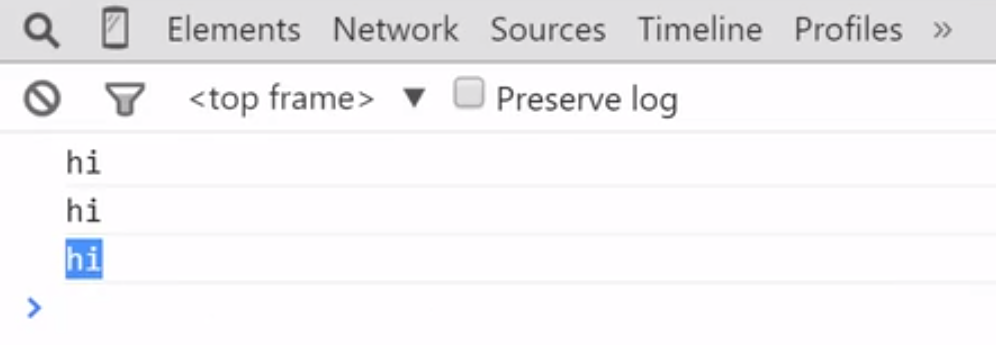 Elements Network Sources Timeline Profiles »
<top frame> ▼ Preserve log
hi
hi
hi
>